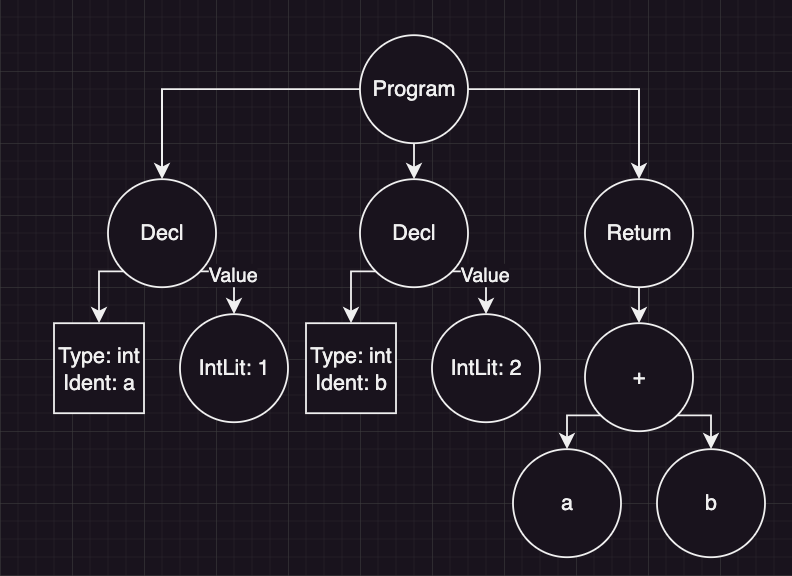 Program
Decl
Decl
Return
Value
Value
Type: int
Ident: a
IntLit: 1
Type: int
Ident: b
IntLit: 2
+
a
b